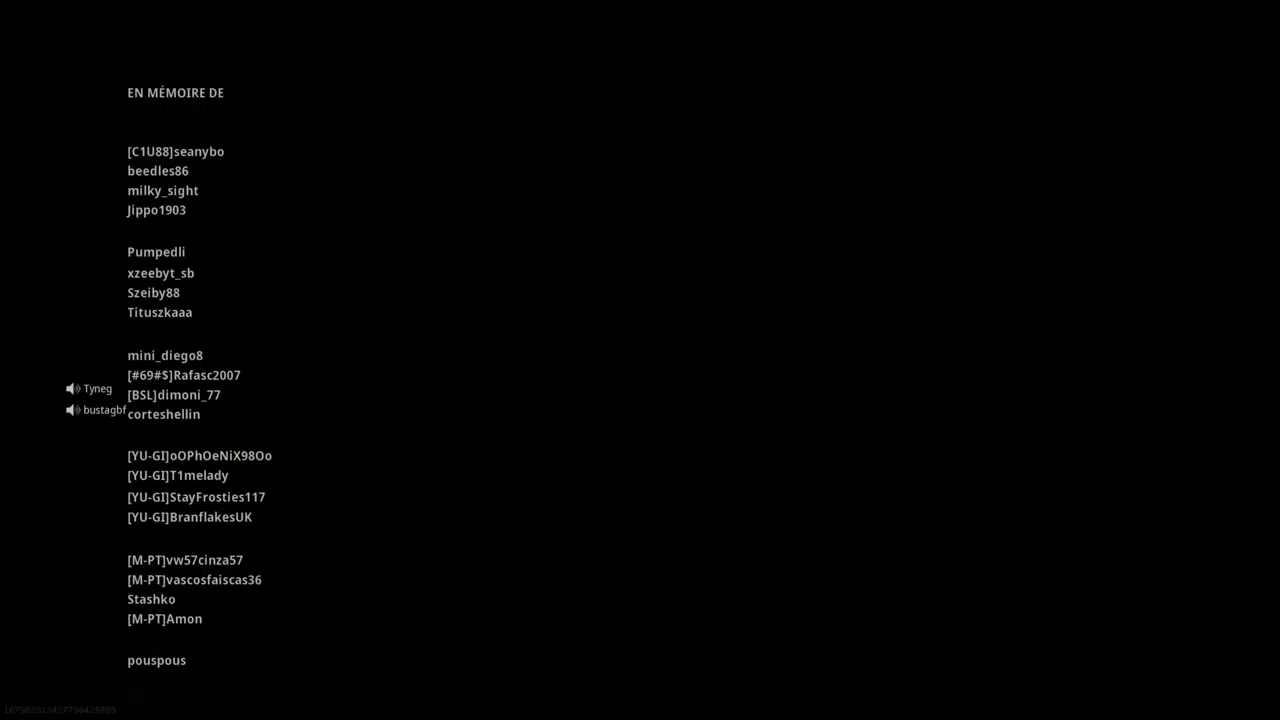 EN MÉMOIRE DE
[C1U88]seanybo
beedles86
milky_sight
Jippo1903
Pumpedli
xzeebyt_sb
Szeiby88
Tituszkaaa
mini_diego8
[#69#$]Rafasc2007
Tyneg
[BSL]dimoni_77
bustagbf
corteshellin
[YU-GI]oOPhOeNiX98Oo
[YU-GI]T1melady
[YU-GI]StayFrosties117
[YU-GI]BranflakesUK
[M-PT]vw57cinza57
[M-PT]vascosfaiscas36
Stashko
[M-PT]Amon
pouspous